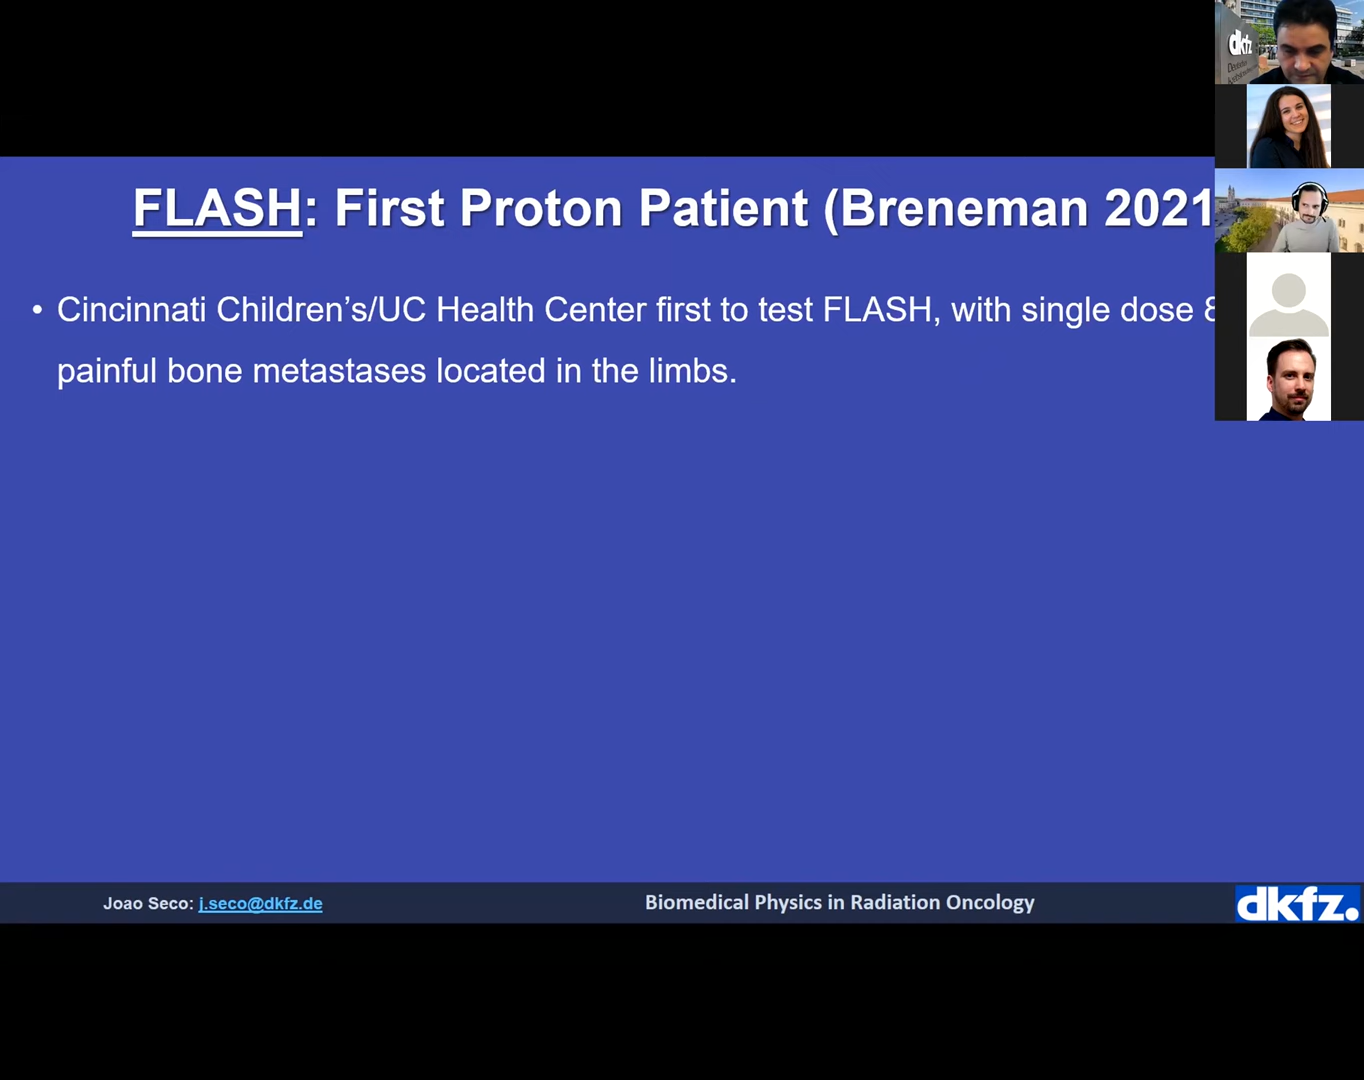 FLASH: First Proton Patient (Breneman 2021
• Cincinnati Children’s/UC Health Center first to test FLASH, with single dose
painful bone metastases located in the limbs.
Joao Seco: j.seco@dkfz.de
Biomedical Physics in Radiation Oncology
dkfz.
dkfz